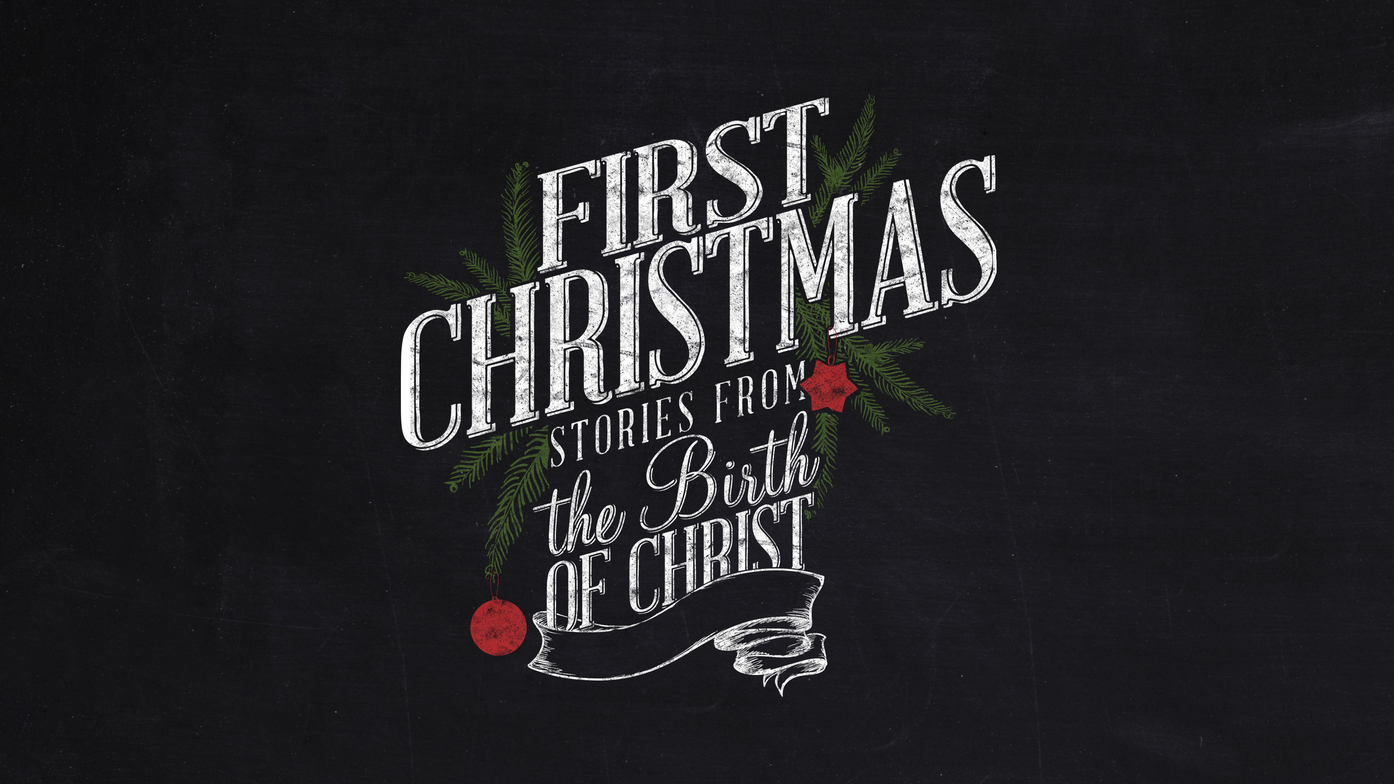 FIRST
CHRISTMAS
STORIES FROM
the Birth
OF CHRIST